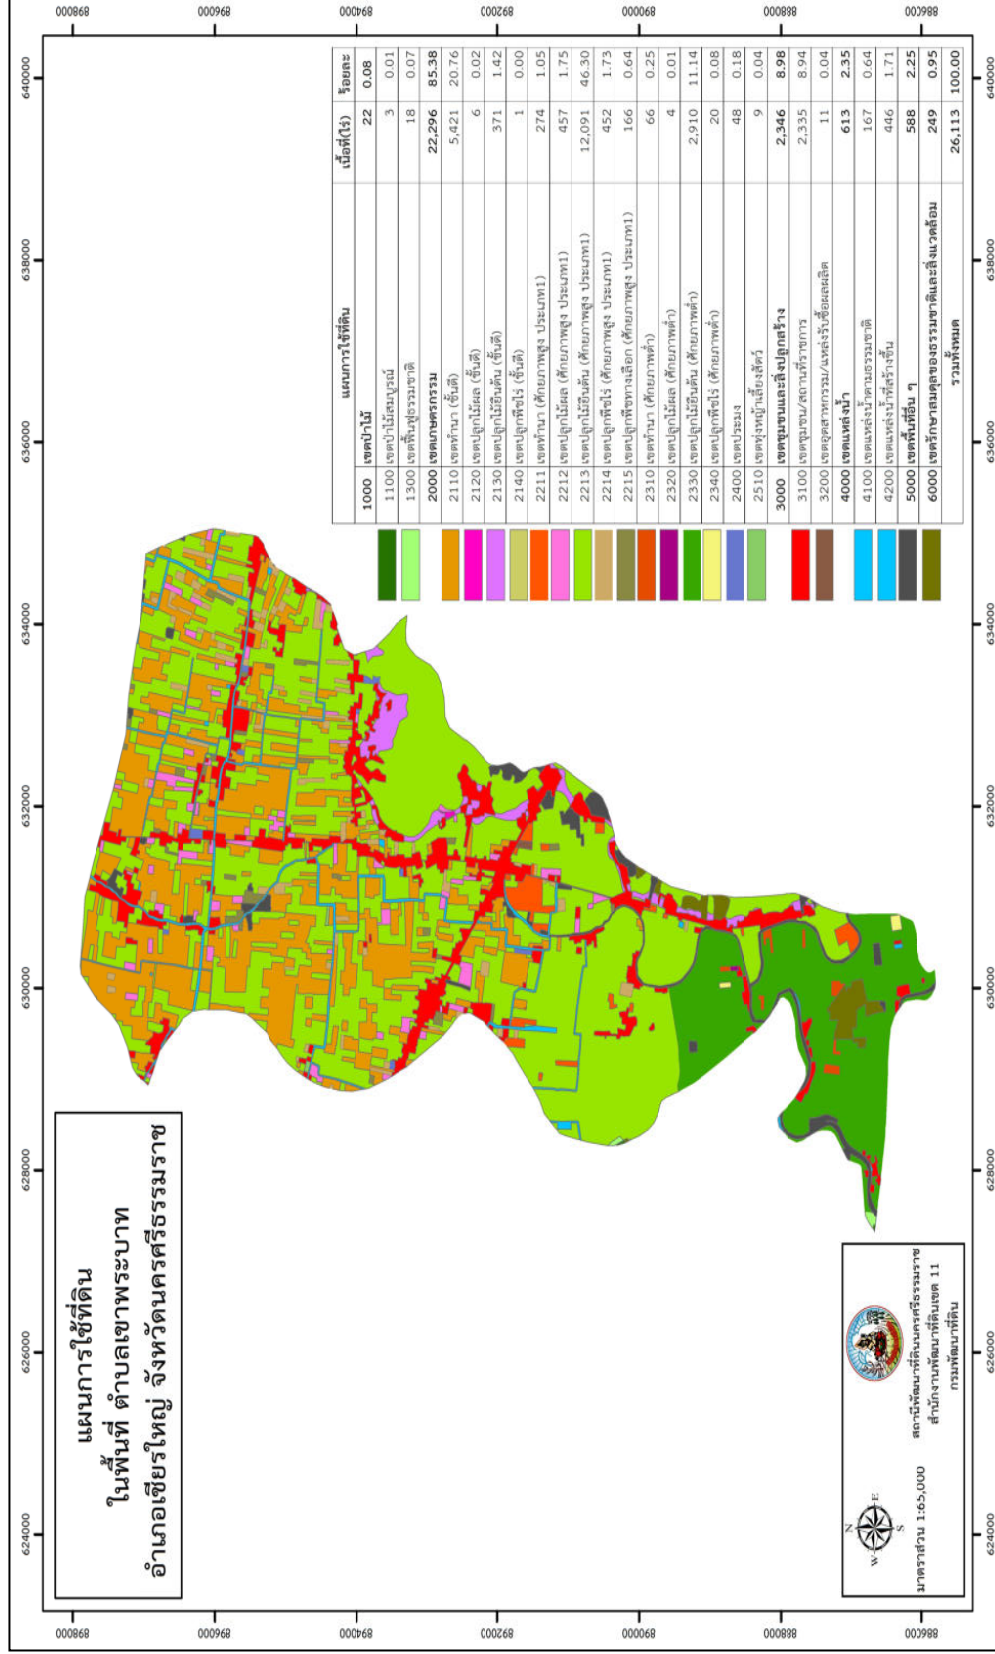 แผนการใช้ที่ดิน
ในพื้นที่ ตำบลเขาพระบาท
อำเภอเชียรใหญ่ จังหวัดนครศรีธรรมราช
624000 626000 628000 630000 632000 634000 636000 638000 640000
898000 896000 894000 892000 890000 888000 886000
แผนการใช้ที่ดิน เนื้อที่(ไร่) ร้อยละ
1000 เขตป่าไม้ 22 0.08
1100 เขตป่าไม้สมบูรณ์ 3 0.01
1300 เขตฟื้นฟูธรรมชาติ 18 0.07
2000 เขตเกษตรกรรม 22,296 85.38
2110 เขตทำนา (ชั้นดี) 5,421 20.76
2120 เขตปลูกไม้ผล (ชั้นดี) 6 0.02
2130 เขตปลูกไม้ยืนต้น (ชั้นดี) 371 1.42
2140 เขตปลูกพืชไร่ (ชั้นดี) 1 0.00
2211 เขตทำนา (ศักยภาพสูง ประเภท1) 274 1.05
2212 เขตปลูกไม้ผล (ศักยภาพสูง ประเภท1) 457 1.75
2213 เขตปลูกไม้ยืนต้น (ศักยภาพสูง ประเภท1) 12,091 46.30
2214 เขตปลูกพืชไร่ (ศักยภาพสูง ประเภท1) 452 1.73
2215 เขตปลูกพืชทางเลือก (ศักยภาพสูง ประเภท1) 166 0.64
2310 เขตทำนา (ศักยภาพต่ำ) 66 0.25
2320 เขตปลูกไม้ผล (ศักยภาพต่ำ) 4 0.01
2330 เขตปลูกไม้ยืนต้น (ศักยภาพต่ำ) 2,910 11.14
2340 เขตปลูกพืชไร่ (ศักยภาพต่ำ) 20 0.08
2400 เขตประมง 48 0.18
2510 เขตทุ่งหญ้าเลี้ยงสัตว์ 9 0.04
3000 เขตชุมชนและสิ่งปลูกสร้าง 2,346 8.98
3100 เขตชุมชน/สถานที่ราชการ 2,335 8.94
3200 เขตอุตสาหกรรม/แหล่งรับซื้อผลผลิต 11 0.04
4000 เขตแหล่งน้ำ 613 2.35
4100 เขตแหล่งน้ำตามธรรมชาติ 167 0.64
4200 เขตแหล่งน้ำที่สร้างขึ้น 446 1.71
5000 เขตพื้นที่อื่น ๆ 588 2.25
6000 เขตรักษาสมดุลของธรรมชาติและสิ่งแวดล้อม 249 0.95
รวมทั้งหมด 26,113 100.00
N
W E
S
มาตราส่วน 1:65,000
สถานีพัฒนาที่ดินนครศรีธรรมราช
สำนักงานพัฒนาที่ดินเขต 11
กรมพัฒนาที่ดิน
624000 626000 628000 630000 632000 634000 636000 638000 640000
898000 896000 894000 892000 890000 888000 886000